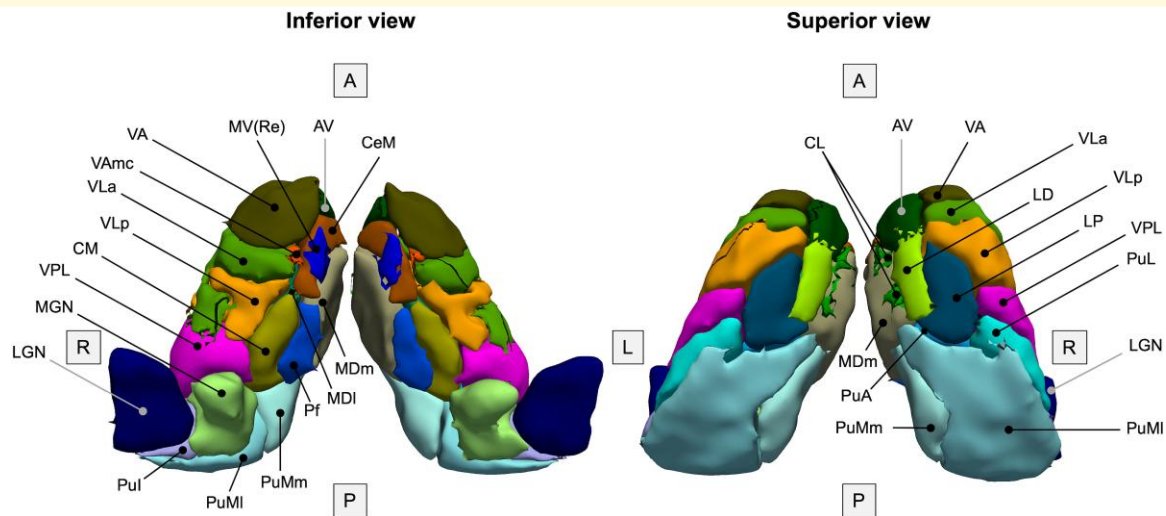 Inferior view
Superior view
A
A
MV(Re)
AV
CeM
VA
VAmc
VLa
VLp
CM
VPL
MGN
LGN
R
PuI
PuMl
PuMm
Pf
MDl
MDm
P
AV
VA
VLa
CL
VLp
LD
LP
VPL
PuL
L
R
LGN
MDm
PuA
PuMm
PuMl
P